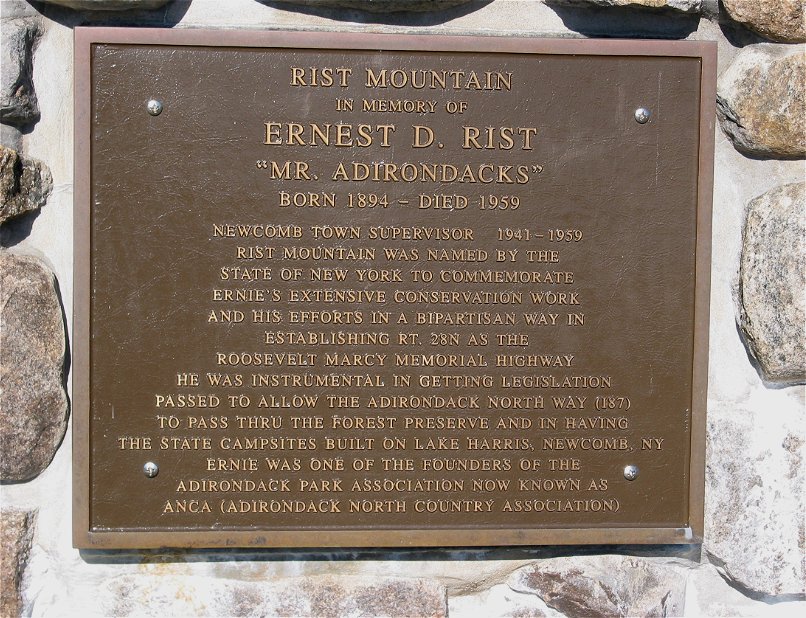 RIST MOUNTAIN
IN MEMORY OF
ERNEST D. RIST
"MR. ADIRONDACKS"
BORN 1894 – DIED 1959
NEWCOMB TOWN SUPERVISOR 1941–1959
RIST MOUNTAIN WAS NAMED BY THE
STATE OF NEW YORK TO COMMEMORATE
ERNIE'S EXTENSIVE CONSERVATION WORK
AND HIS EFFORTS IN A BIPARTISAN WAY IN
ESTABLISHING RT. 28N AS THE
ROOSEVELT MARCY MEMORIAL HIGHWAY
HE WAS INSTRUMENTAL IN GETTING LEGISLATION
PASSED TO ALLOW THE ADIRONDACK NORTH WAY (187)
TO PASS THRU THE FOREST PRESERVE AND IN HAVING
THE STATE CAMPSITES BUILT ON LAKE HARRIS, NEWCOMB, NY
ERNIE WAS ONE OF THE FOUNDERS OF THE
ADIRONDACK PARK ASSOCIATION NOW KNOWN AS
ANCA (ADIRONDACK NORTH COUNTRY ASSOCIATION)